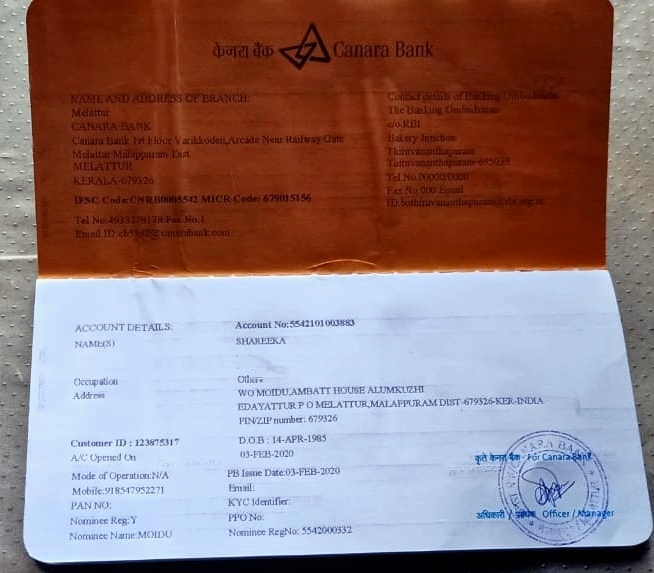 केनरा बैंक Canara Bank
NAME AND ADDRESS OF BRANCH:
Melattur
CANARA BANK
Canara Bank 1st Floor Varikkoden,Arcade Near Railway Gate
Melattur Malappuram Dist
MELATTUR
KERALA-679326
IFSC Code:CNRB0005542 MICR Code: 679015156
Tel No:4933278178:Fax No:1
Email ID:cb5542@canarabank.com
Contact details of Banking Ombudsman
The Banking Ombudsman
c/o RBI
Bakery Junction
Thiruvananthapuram
Thiruvananthapuram-695033
Tel No.00000/0000
Fax No 000 Email
ID:bothiruvananthapuram@rbi.org.in
ACCOUNT DETAILS: Account No:5542101003883
NAME(S) SHAREEKA
Occupation Others
Address WO MOIDU,AMBATT HOUSE ALUMKUZHI
EDAYATTUR P O MELATTUR,MALAPPURAM DIST-679326-KER-INDIA
PIN/ZIP number: 679326
Customer ID : 123875317 D.O.B : 14-APR-1985
A/C Opened On 03-FEB-2020
Mode of Operation:N/A PB Issue Date:03-FEB-2020
Mobile:918547952271 Email:
PAN NO: KYC Identifier:
Nominee Reg:Y PPO No:
Nominee Name:MOIDU Nominee RegNo: 5542000332
कृते केनरा बैंक For Canara Bank
CANARA BANK
अधिकारी / प्रबंधक Officer / Manager